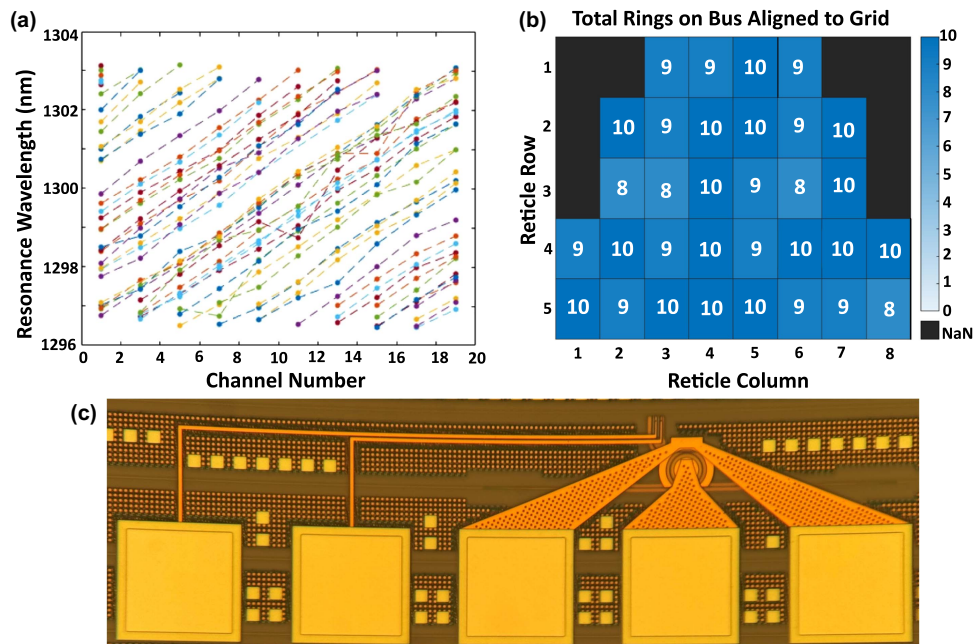 (a)
1304
1302
1300
1298
1296
Resonance Wavelength (nm)
0 2 4 6 8 10 12 14 16 18 20
Channel Number
(b)
Total Rings on Bus Aligned to Grid
Reticle Row
1 9 9 10 9
2 10 9 10 10 9 10
3 8 8 10 9 8 10
4 9 10 9 10 9 10 10 10
5 10 9 10 10 10 9 9 8
1 2 3 4 5 6 7 8
Reticle Column
10
9
8
7
6
5
4
3
2
1
0
NaN
(c)